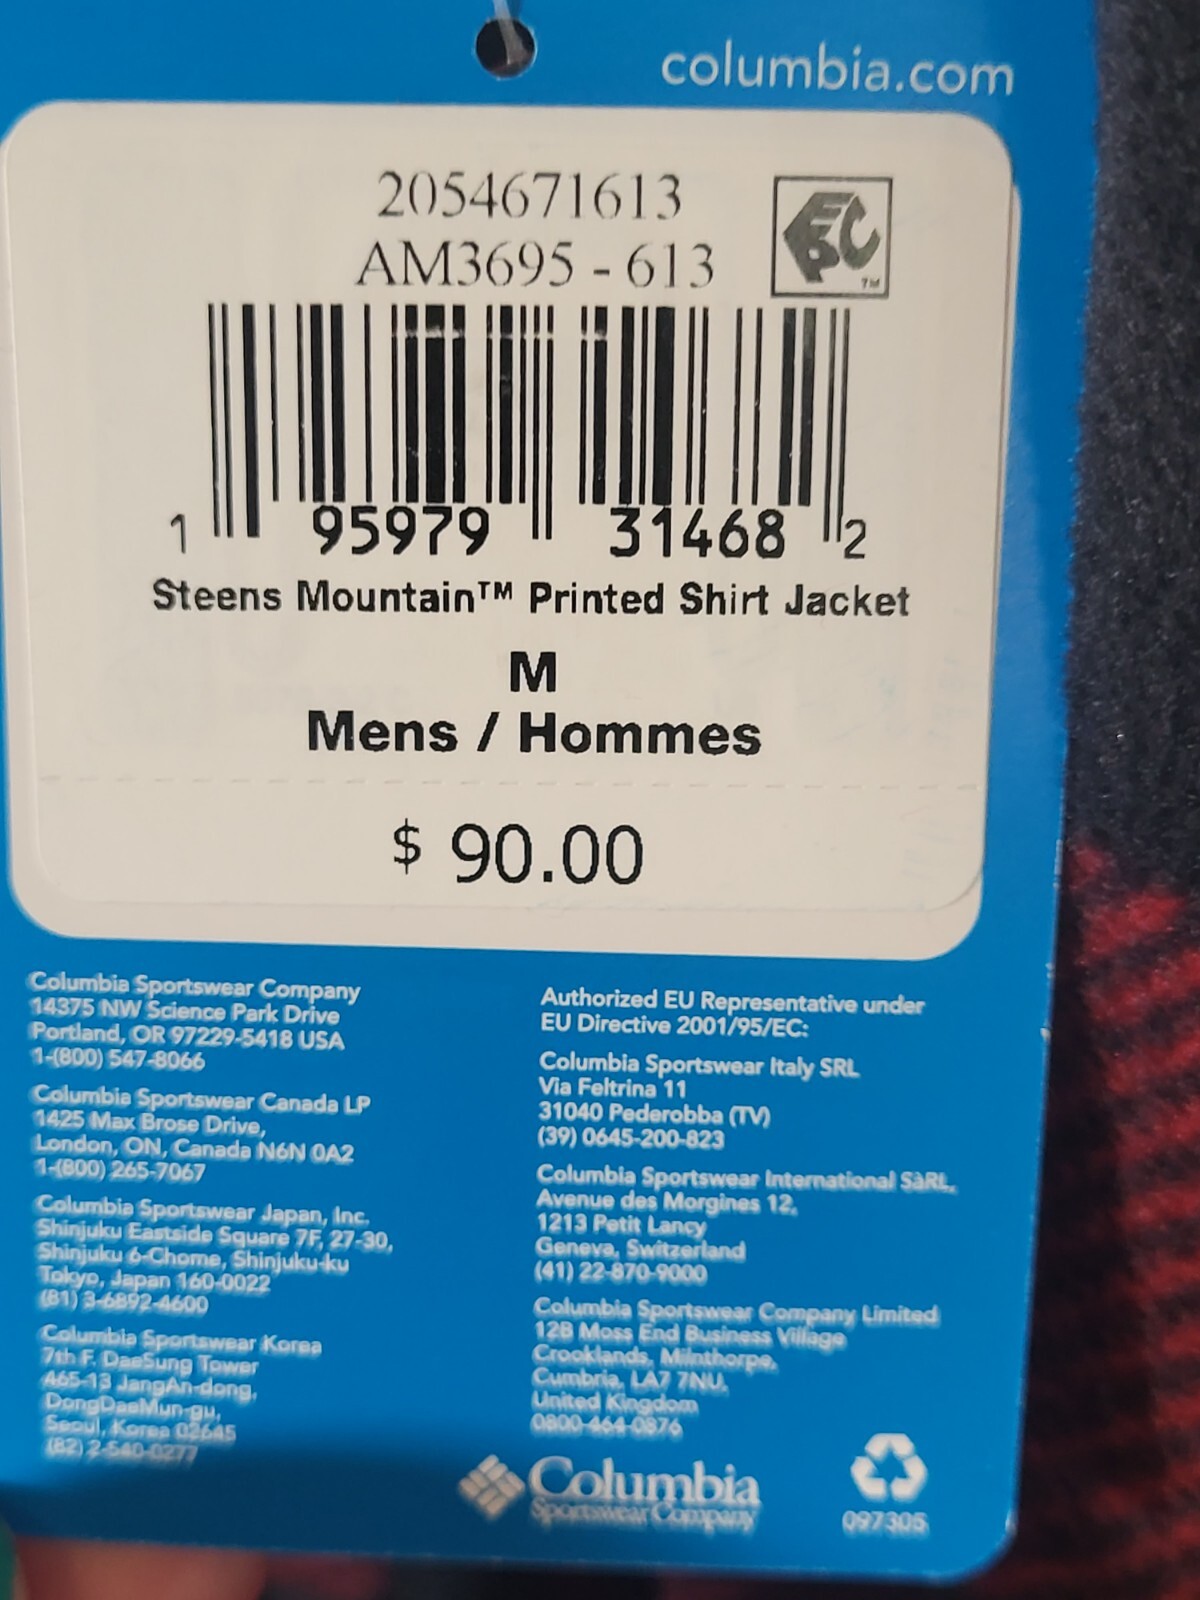 columbia.com
2054671613
AM3695 - 613
EPC
TM
1 95979 31468 2
Steens Mountain™ Printed Shirt Jacket
M
Mens / Hommes
$ 90.00
Columbia Sportswear Company
14375 NW Science Park Drive
Portland, OR 97229-5418 USA
1-(800) 547-8066
Columbia Sportswear Canada LP
1425 Max Brose Drive,
London, ON, Canada N6N 0A2
1-(800) 265-7067
Columbia Sportswear Japan, Inc.
Shinjuku Eastside Square 7F, 27-30,
Shinjuku 6-Chome, Shinjuku-ku
Tokyo, Japan 160-0022
(81) 3-6892-4600
Columbia Sportswear Korea
7th F. DaeSung Tower
465-13 JangAn-dong,
DongDaeMun-gu,
Seoul, Korea 02645
(82) 2-540-0277
Authorized EU Representative under
EU Directive 2001/95/EC:
Columbia Sportswear Italy SRL
Via Feltrina 11
31040 Pederobba (TV)
(39) 0645-200-823
Columbia Sportswear International SàRL,
Avenue des Morgines 12,
1213 Petit Lancy
Geneva, Switzerland
(41) 22-870-9000
Columbia Sportswear Company Limited
12B Moss End Business Village
Crooklands, Milnthorpe,
Cumbria, LA7 7NU,
United Kingdom
0800-464-0876
Columbia
Sportswear Company
097305